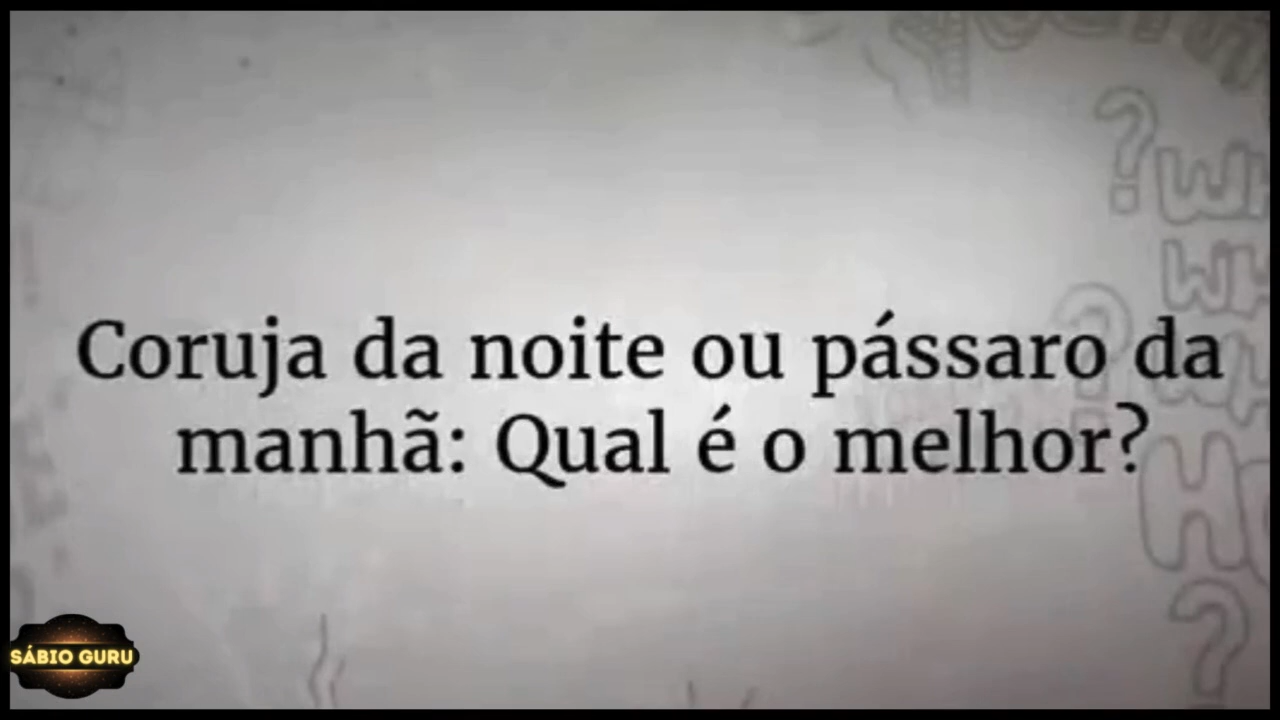 Coruja da noite ou pássaro da
manhã: Qual é o melhor?
SÁBIO GURU